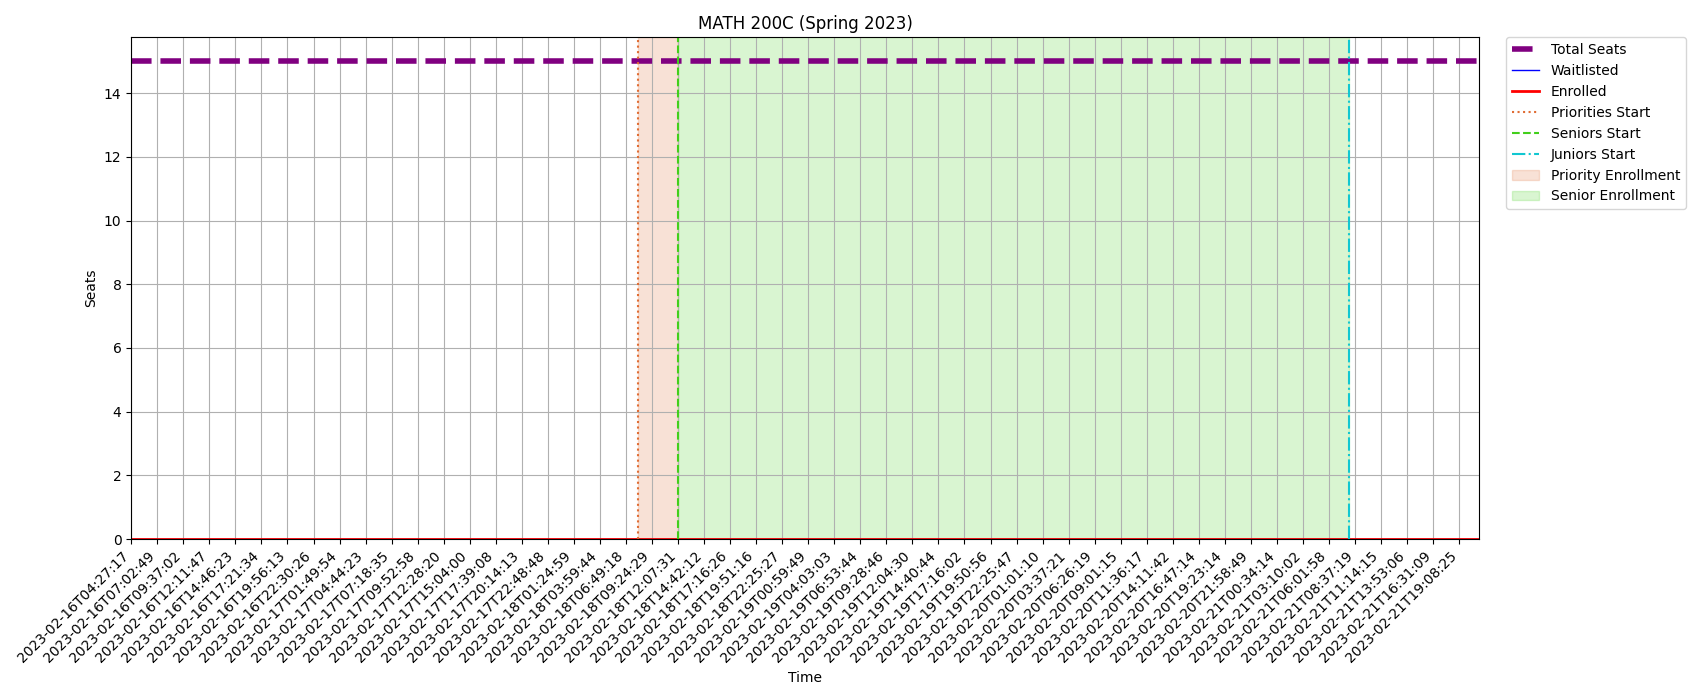 MATH 200C (Spring 2023)
Total Seats
Waitlisted
Enrolled
Priorities Start
Seniors Start
Juniors Start
Priority Enrollment
Senior Enrollment
Seats
14
12
10
8
6
4
2
0
2023-02-16T04:27:17
2023-02-16T07:02:49
2023-02-16T09:37:02
2023-02-16T12:11:47
2023-02-16T14:46:23
2023-02-16T17:21:34
2023-02-16T19:56:13
2023-02-16T22:30:26
2023-02-17T01:49:54
2023-02-17T04:44:23
2023-02-17T07:18:35
2023-02-17T09:52:58
2023-02-17T12:28:20
2023-02-17T15:04:00
2023-02-17T17:39:08
2023-02-17T20:14:13
2023-02-17T22:48:48
2023-02-18T01:24:59
2023-02-18T03:59:44
2023-02-18T06:49:18
2023-02-18T09:24:29
2023-02-18T12:07:31
2023-02-18T14:42:12
2023-02-18T17:16:26
2023-02-18T19:51:16
2023-02-18T22:25:27
2023-02-19T00:59:49
2023-02-19T04:03:03
2023-02-19T06:53:44
2023-02-19T09:28:46
2023-02-19T12:04:30
2023-02-19T14:40:44
2023-02-19T17:16:02
2023-02-19T19:50:56
2023-02-19T22:25:47
2023-02-20T01:01:10
2023-02-20T03:37:21
2023-02-20T06:26:19
2023-02-20T09:01:15
2023-02-20T11:36:17
2023-02-20T14:11:42
2023-02-20T16:47:14
2023-02-20T19:23:14
2023-02-20T21:58:49
2023-02-21T00:34:14
2023-02-21T03:10:02
2023-02-21T06:01:58
2023-02-21T08:37:19
2023-02-21T11:14:15
2023-02-21T13:53:06
2023-02-21T16:31:09
2023-02-21T19:08:25
Time